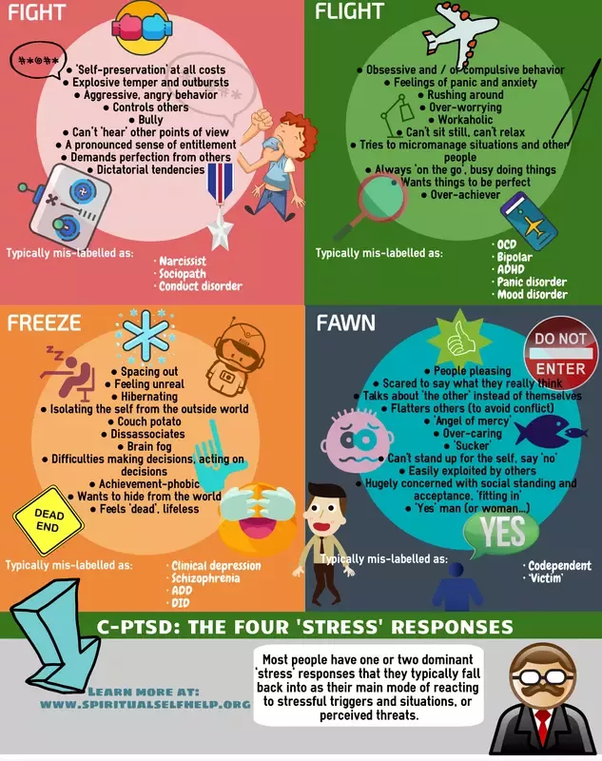 FIGHT
**@**
• 'Self-preservation' at all costs
• Explosive temper and outbursts
• Aggressive, angry behavior
• Controls others
• Bully
• Can't 'hear' other points of view
• A pronounced sense of entitlement
• Demands perfection from others
• Dictatorial tendencies
Typically mis-labelled as:
· Narcissist
· Sociopath
· Conduct disorder
FLIGHT
• Obsessive and / or compulsive behavior
• Feelings of panic and anxiety
• Rushing around
• Over-worrying
• Workaholic
• Can't sit still, can't relax
• Tries to micromanage situations and other
people
• Always 'on the go', busy doing things
• Wants things to be perfect
• Over-achiever
Typically mis-labelled as:
· OCD
· Bipolar
· ADHD
· Panic disorder
· Mood disorder
FREEZE
zzz
• Spacing out
• Feeling unreal
• Hibernating
• Isolating the self from the outside world
• Couch potato
• Dissassociates
• Brain fog
• Difficulties making decisions, acting on
decisions
• Achievement-phobic
• Wants to hide from the world
• Feels 'dead', lifeless
DEAD
END
Typically mis-labelled as:
· Clinical depression
· Schizophrenia
· ADD
· DID
FAWN
DO NOT
ENTER
• People pleasing
• Scared to say what they really think
• Talks about 'the other' instead of themselves
• Flatters others (to avoid conflict)
• 'Angel of mercy'
• Over-caring
• 'Sucker'
• Can't stand up for the self, say 'no'
• Easily exploited by others
• Hugely concerned with social standing and
acceptance, 'fitting in'
• 'Yes' man (or woman...)
YES
Typically mis-labelled as:
· Codependent
· 'Victim'
C-PTSD: THE FOUR 'STRESS' RESPONSES
LEARN MORE AT:
WWW.SPIRITUALSELFHELP.ORG
Most people have one or two dominant
'stress' responses that they typically fall
back into as their main mode of reacting
to stressful triggers and situations, or
perceived threats.